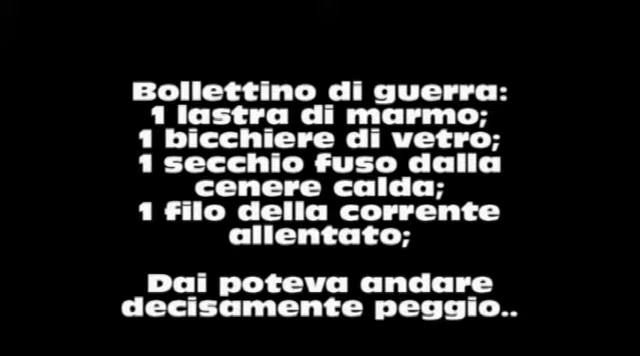 Bollettino di guerra:
1 lastra di marmo;
1 bicchiere di vetro;
1 secchio fuso dalla
cenere calda;
1 filo della corrente
allentato;
Dai poteva andare
decisamente peggio..